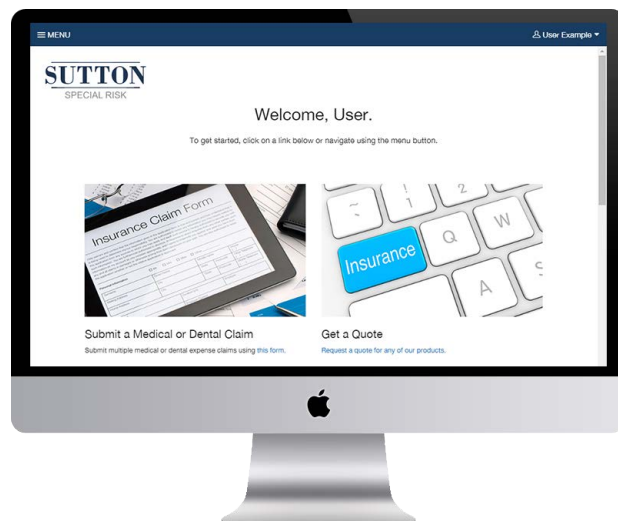 MENU
User Example
SUTTON
SPECIAL RISK
Welcome, User.
To get started, click on a link below or navigate using the menu button.
Insurance Claim Form
Insurance
1
2
Q
W
A
S
Submit a Medical or Dental Claim
Submit multiple medical or dental expense claims using this form.
Get a Quote
Request a quote for any of our products.